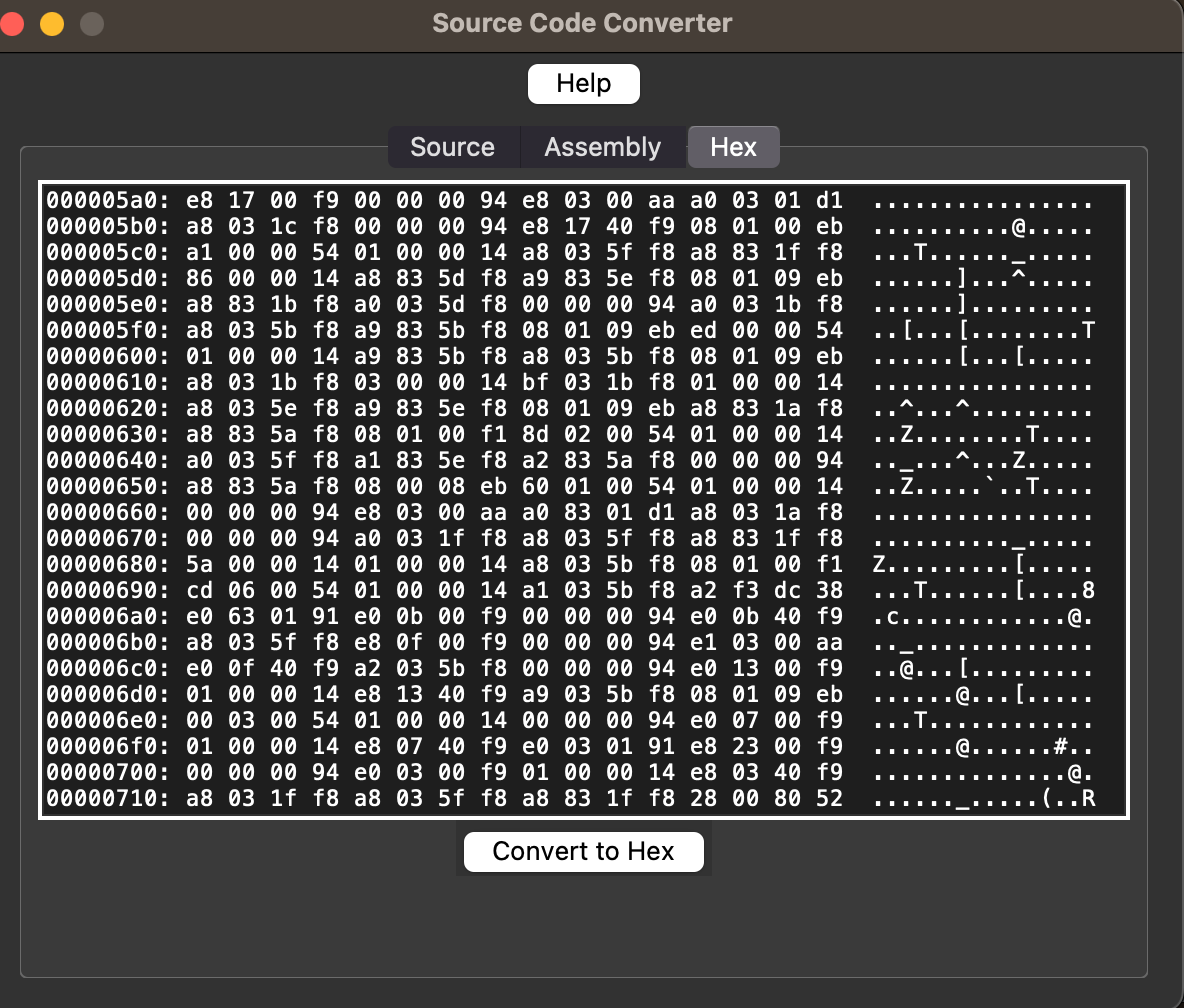 Source Code Converter
Help
Source Assembly Hex
000005a0: e8 17 00 f9 00 00 00 94 e8 03 00 aa a0 03 01 d1  ................
000005b0: a8 03 1c f8 00 00 00 94 e8 17 40 f9 08 01 00 eb  ..........@.....
000005c0: a1 00 00 54 01 00 00 14 a8 03 5f f8 a8 83 1f f8  ...T......_.....
000005d0: 86 00 00 14 a8 83 5d f8 a9 83 5e f8 08 01 09 eb  ......]...^.....
000005e0: a8 83 1b f8 a0 03 5d f8 00 00 00 94 a0 03 1b f8  ......].........
000005f0: a8 03 5b f8 a9 83 5b f8 08 01 09 eb ed 00 00 54  ..[...[........T
00000600: 01 00 00 14 a9 83 5b f8 a8 03 5b f8 08 01 09 eb  ......[...[.....
00000610: a8 03 1b f8 03 00 00 14 bf 03 1b f8 01 00 00 14  ................
00000620: a8 03 5e f8 a9 83 5e f8 08 01 09 eb a8 83 1a f8  ..^...^.........
00000630: a8 83 5a f8 08 01 00 f1 8d 02 00 54 01 00 00 14  ..Z........T....
00000640: a0 03 5f f8 a1 83 5e f8 a2 83 5a f8 00 00 00 94  .._...^...Z.....
00000650: a8 83 5a f8 08 00 08 eb 60 01 00 54 01 00 00 14  ..Z.....`..T....
00000660: 00 00 00 94 e8 03 00 aa a0 83 01 d1 a8 03 1a f8  ................
00000670: 00 00 00 94 a0 03 1f f8 a8 03 5f f8 a8 83 1f f8  .........._.....
00000680: 5a 00 00 14 01 00 00 14 a8 03 5b f8 08 01 00 f1  Z.........[.....
00000690: cd 06 00 54 01 00 00 14 a1 03 5b f8 a2 f3 dc 38  ...T......[....8
000006a0: e0 63 01 91 e0 0b 00 f9 00 00 00 94 e0 0b 40 f9  .c............@.
000006b0: a8 03 5f f8 e8 0f 00 f9 00 00 00 94 e1 03 00 aa  .._.............
000006c0: e0 0f 40 f9 a2 03 5b f8 00 00 00 94 e0 13 00 f9  ..@...[.........
000006d0: 01 00 00 14 e8 13 40 f9 a9 03 5b f8 08 01 09 eb  ......@...[.....
000006e0: 00 03 00 54 01 00 00 14 00 00 00 94 e0 07 00 f9  ...T............
000006f0: 01 00 00 14 e8 07 40 f9 e0 03 01 91 e8 23 00 f9  ......@......#..
00000700: 00 00 00 94 e0 03 00 f9 01 00 00 14 e8 03 40 f9  ..............@.
00000710: a8 03 1f f8 a8 03 5f f8 a8 83 1f f8 28 00 80 52  ......_.....(..R
Convert to Hex